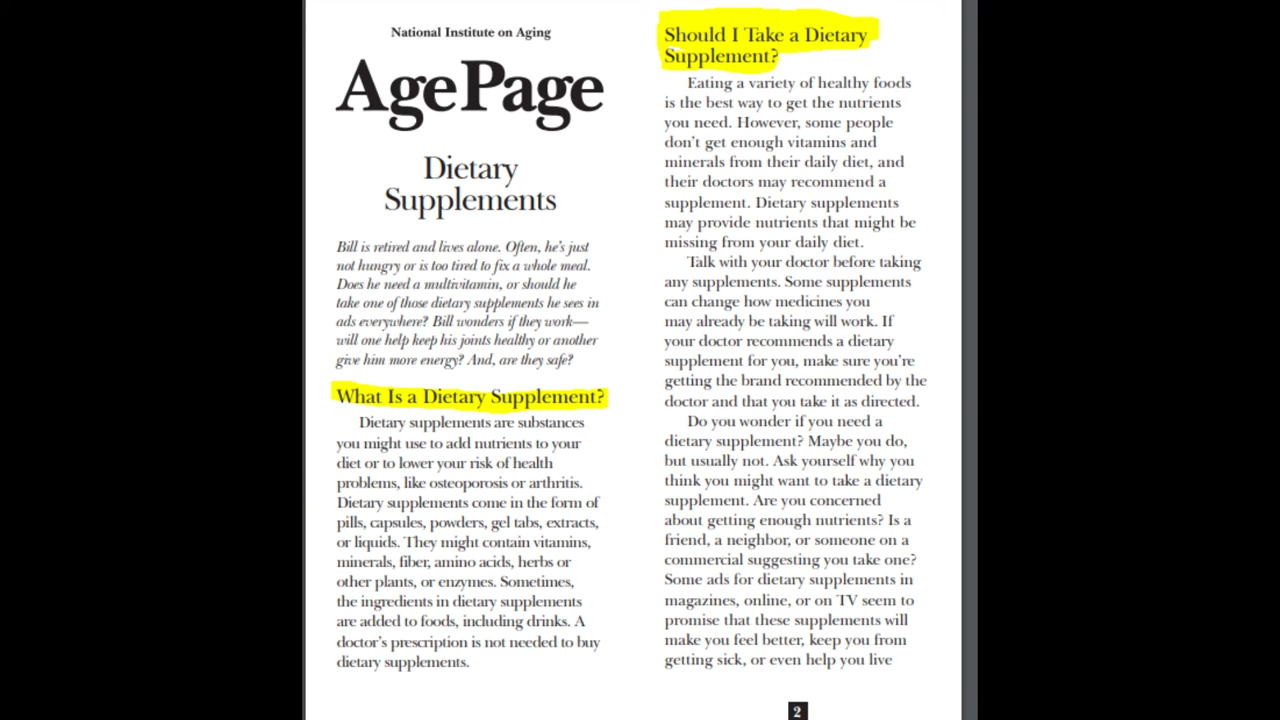 National Institute on Aging
AgePage
Dietary
Supplements
Bill is retired and lives alone. Often, he's just
not hungry or is too tired to fix a whole meal.
Does he need a multivitamin, or should he
take one of those dietary supplements he sees in
ads everywhere? Bill wonders if they work—
will one help keep his joints healthy or another
give him more energy? And, are they safe?
What Is a Dietary Supplement?
Dietary supplements are substances
you might use to add nutrients to your
diet or to lower your risk of health
problems, like osteoporosis or arthritis.
Dietary supplements come in the form of
pills, capsules, powders, gel tabs, extracts,
or liquids. They might contain vitamins,
minerals, fiber, amino acids, herbs or
other plants, or enzymes. Sometimes,
the ingredients in dietary supplements
are added to foods, including drinks. A
doctor's prescription is not needed to buy
dietary supplements.
Should I Take a Dietary
Supplement?
Eating a variety of healthy foods
is the best way to get the nutrients
you need. However, some people
don't get enough vitamins and
minerals from their daily diet, and
their doctors may recommend a
supplement. Dietary supplements
may provide nutrients that might be
missing from your daily diet.
Talk with your doctor before taking
any supplements. Some supplements
can change how medicines you
may already be taking will work. If
your doctor recommends a dietary
supplement for you, make sure you're
getting the brand recommended by the
doctor and that you take it as directed.
Do you wonder if you need a
dietary supplement? Maybe you do,
but usually not. Ask yourself why you
think you might want to take a dietary
supplement. Are you concerned
about getting enough nutrients? Is a
friend, a neighbor, or someone on a
commercial suggesting you take one?
Some ads for dietary supplements in
magazines, online, or on TV seem to
promise that these supplements will
make you feel better, keep you from
getting sick, or even help you live
2